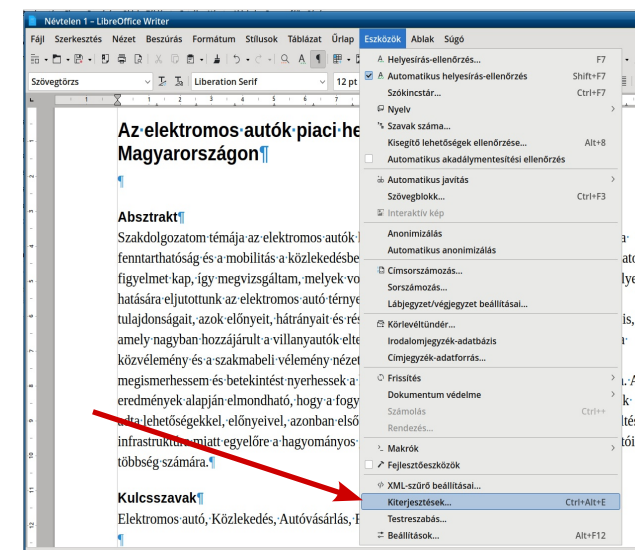 Névtelen 1 – LibreOffice Writer
Fájl Szerkesztés Nézet Beszúrás Formátum Stílusok Táblázat Űrlap Eszközök Ablak Súgó
Szövegtörzs Liberation Serif 12 pt
Helyesírás-ellenőrzés... F7
Automatikus helyesírás-ellenőrzés Shift+F7
Szókincstár... Ctrl+F7
Nyelv
Szavak száma...
Kisegítő lehetőségek ellenőrzése... Alt+8
Automatikus akadálymentesítési ellenőrzés
Automatikus javítás
Szövegblokk... Ctrl+F3
Interaktív kép
Anonimizálás
Automatikus anonimizálás
Címsorszámozás...
Sorszámozás...
Lábjegyzet/végjegyzet beállításai...
Körlevéltündér...
Irodalomjegyzék-adatbázis
Címjegyzék-adatforrás...
Frissítés
Dokumentum védelme
Számolás Ctrl++
Rendezés...
Makrók
Fejlesztőeszközök
XML-szűrő beállításai...
Kiterjesztések... Ctrl+Alt+E
Testreszabás...
Beállítások... Alt+F12
Az·elektromos·autók·piaci·he
Magyarországon¶
¶
Absztrakt¶
Szakdolgozatom·témája·az·elektromos·autók·
fenntarthatóság·és·a·mobilitás·a·közlekedésbe
figyelmet·kap,·így·megvizsgáltam,·melyek·vo
hatására·eljutottunk·az·elektromos·autó·térnye
tulajdonságait,·azok·előnyeit,·hátrányait·és·rés
amely·nagyban·hozzájárult·a·villanyautók·elte
közvélemény·és·a·szakmabeli·vélemény·nézet
megismerhessem·és·betekintést·nyerhessek·a·
eredmények·alapján·elmondható,·hogy·a·fogy
adta·lehetőségekkel,·előnyeivel,·azonban·első
infrastruktúra·miatt·egyelőre·a·hagyományos·
többség·számára.¶
Kulcsszavak¶
Elektromos·autó,·Közlekedés,·Autóvásárlás,·
¶